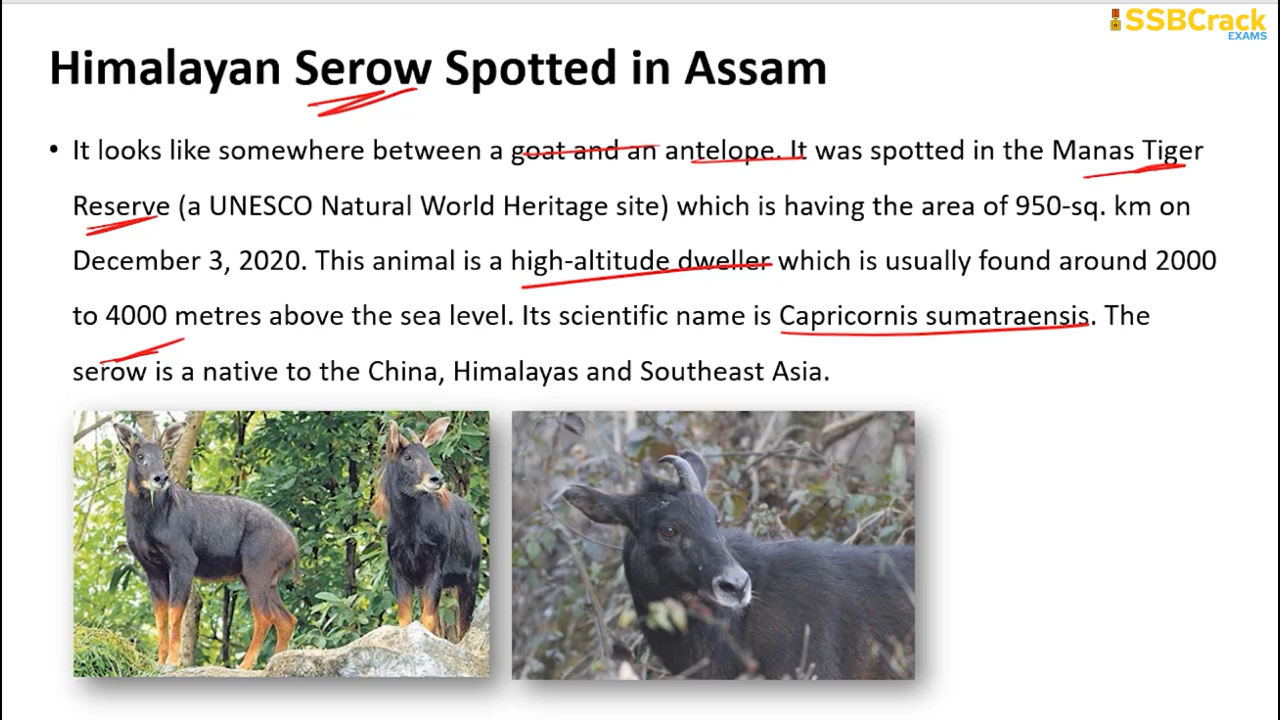 SSBCrack
EXAMS
Himalayan Serow Spotted in Assam
• It looks like somewhere between a goat and an antelope. It was spotted in the Manas Tiger
Reserve (a UNESCO Natural World Heritage site) which is having the area of 950-sq. km on
December 3, 2020. This animal is a high-altitude dweller which is usually found around 2000
to 4000 metres above the sea level. Its scientific name is Capricornis sumatraensis. The
serow is a native to the China, Himalayas and Southeast Asia.